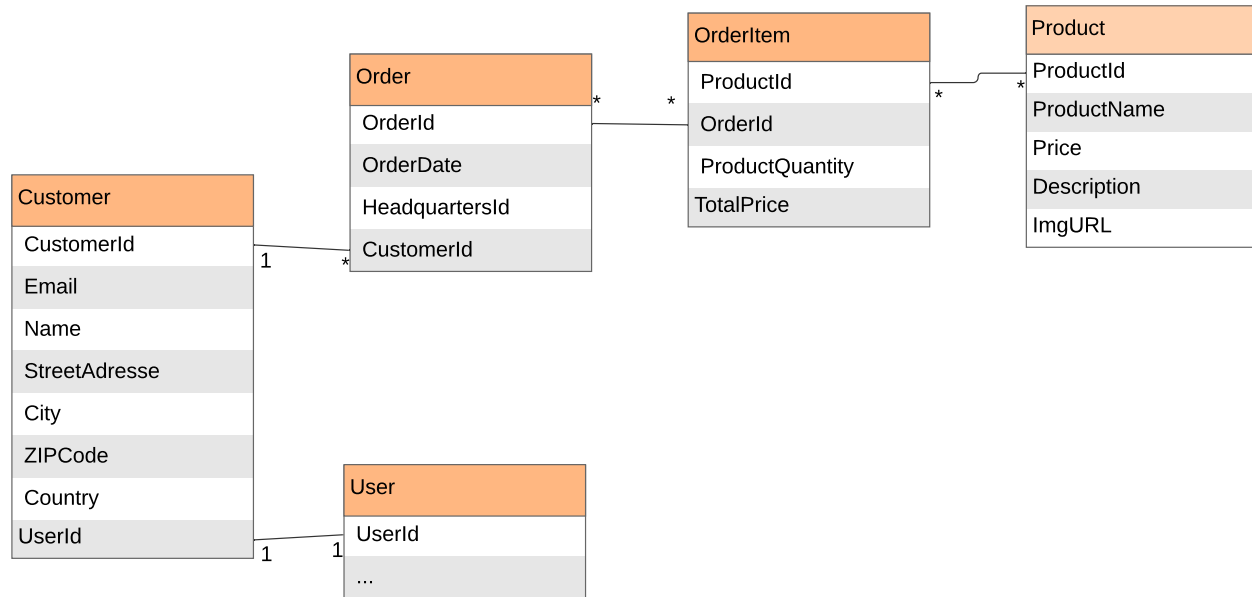 Customer
CustomerId
Email
Name
StreetAdresse
City
ZIPCode
Country
UserId
1
*
1
1
Order
OrderId
OrderDate
HeadquartersId
CustomerId
*
*
User
UserId
...
OrderItem
ProductId
OrderId
ProductQuantity
TotalPrice
*
*
Product
ProductId
ProductName
Price
Description
ImgURL